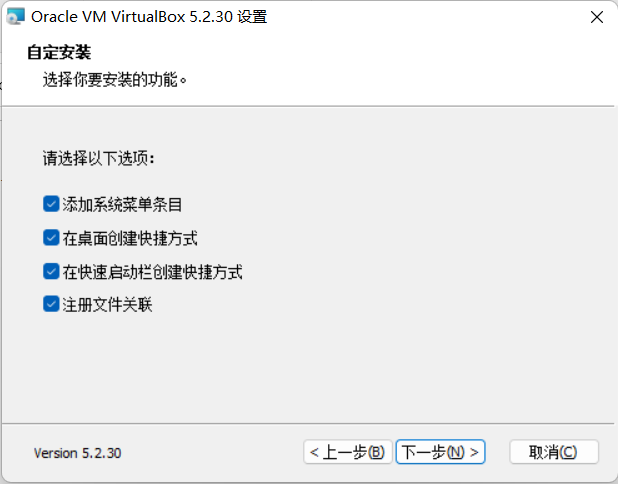 Oracle VM VirtualBox 5.2.30 设置
自定安装
选择你要安装的功能。
请选择以下选项：
添加系统菜单条目
在桌面创建快捷方式
在快速启动栏创建快捷方式
注册文件关联
Version 5.2.30
< 上一步(B)
下一步(N) >
取消(C)